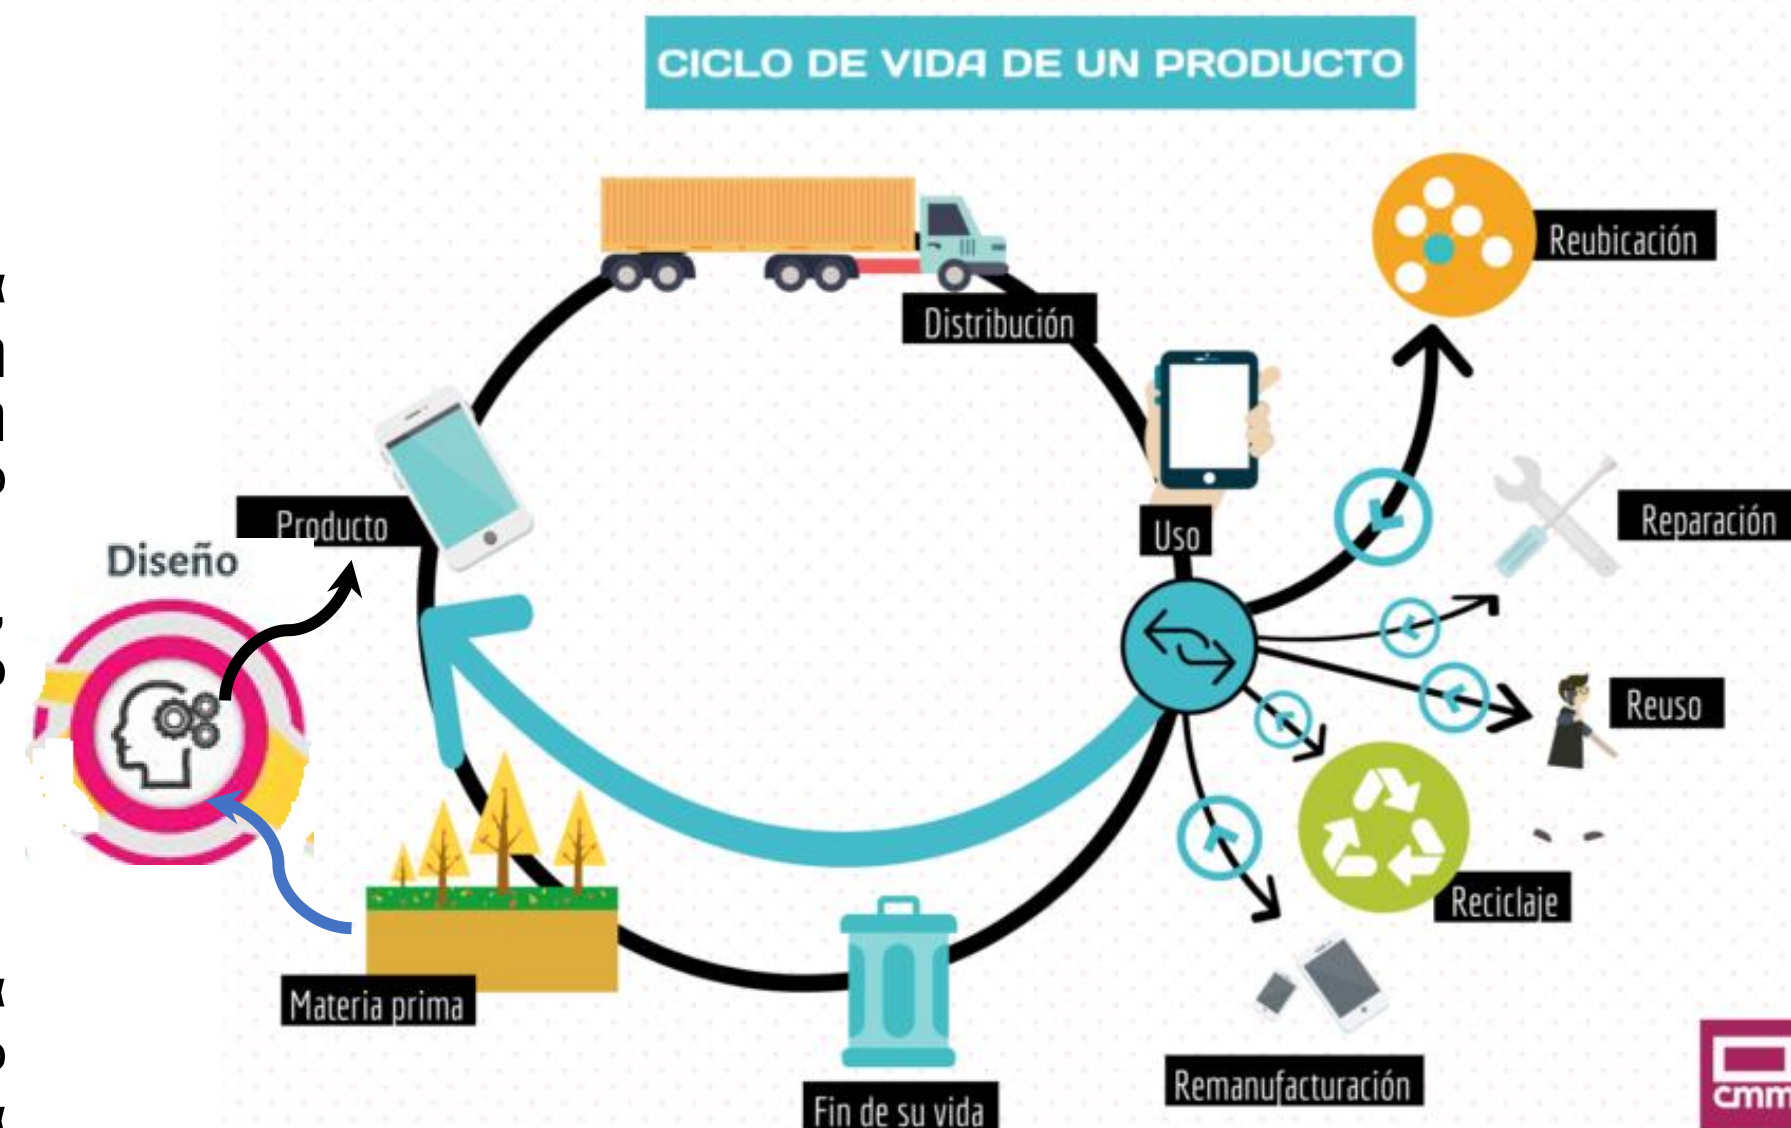 CICLO DE VIDA DE UN PRODUCTO
Reubicación
Distribución
Producto
Uso
Reparación
Diseño
Reuso
Reciclaje
Materia prima
Remanufacturación
Fin de su vida
cmm